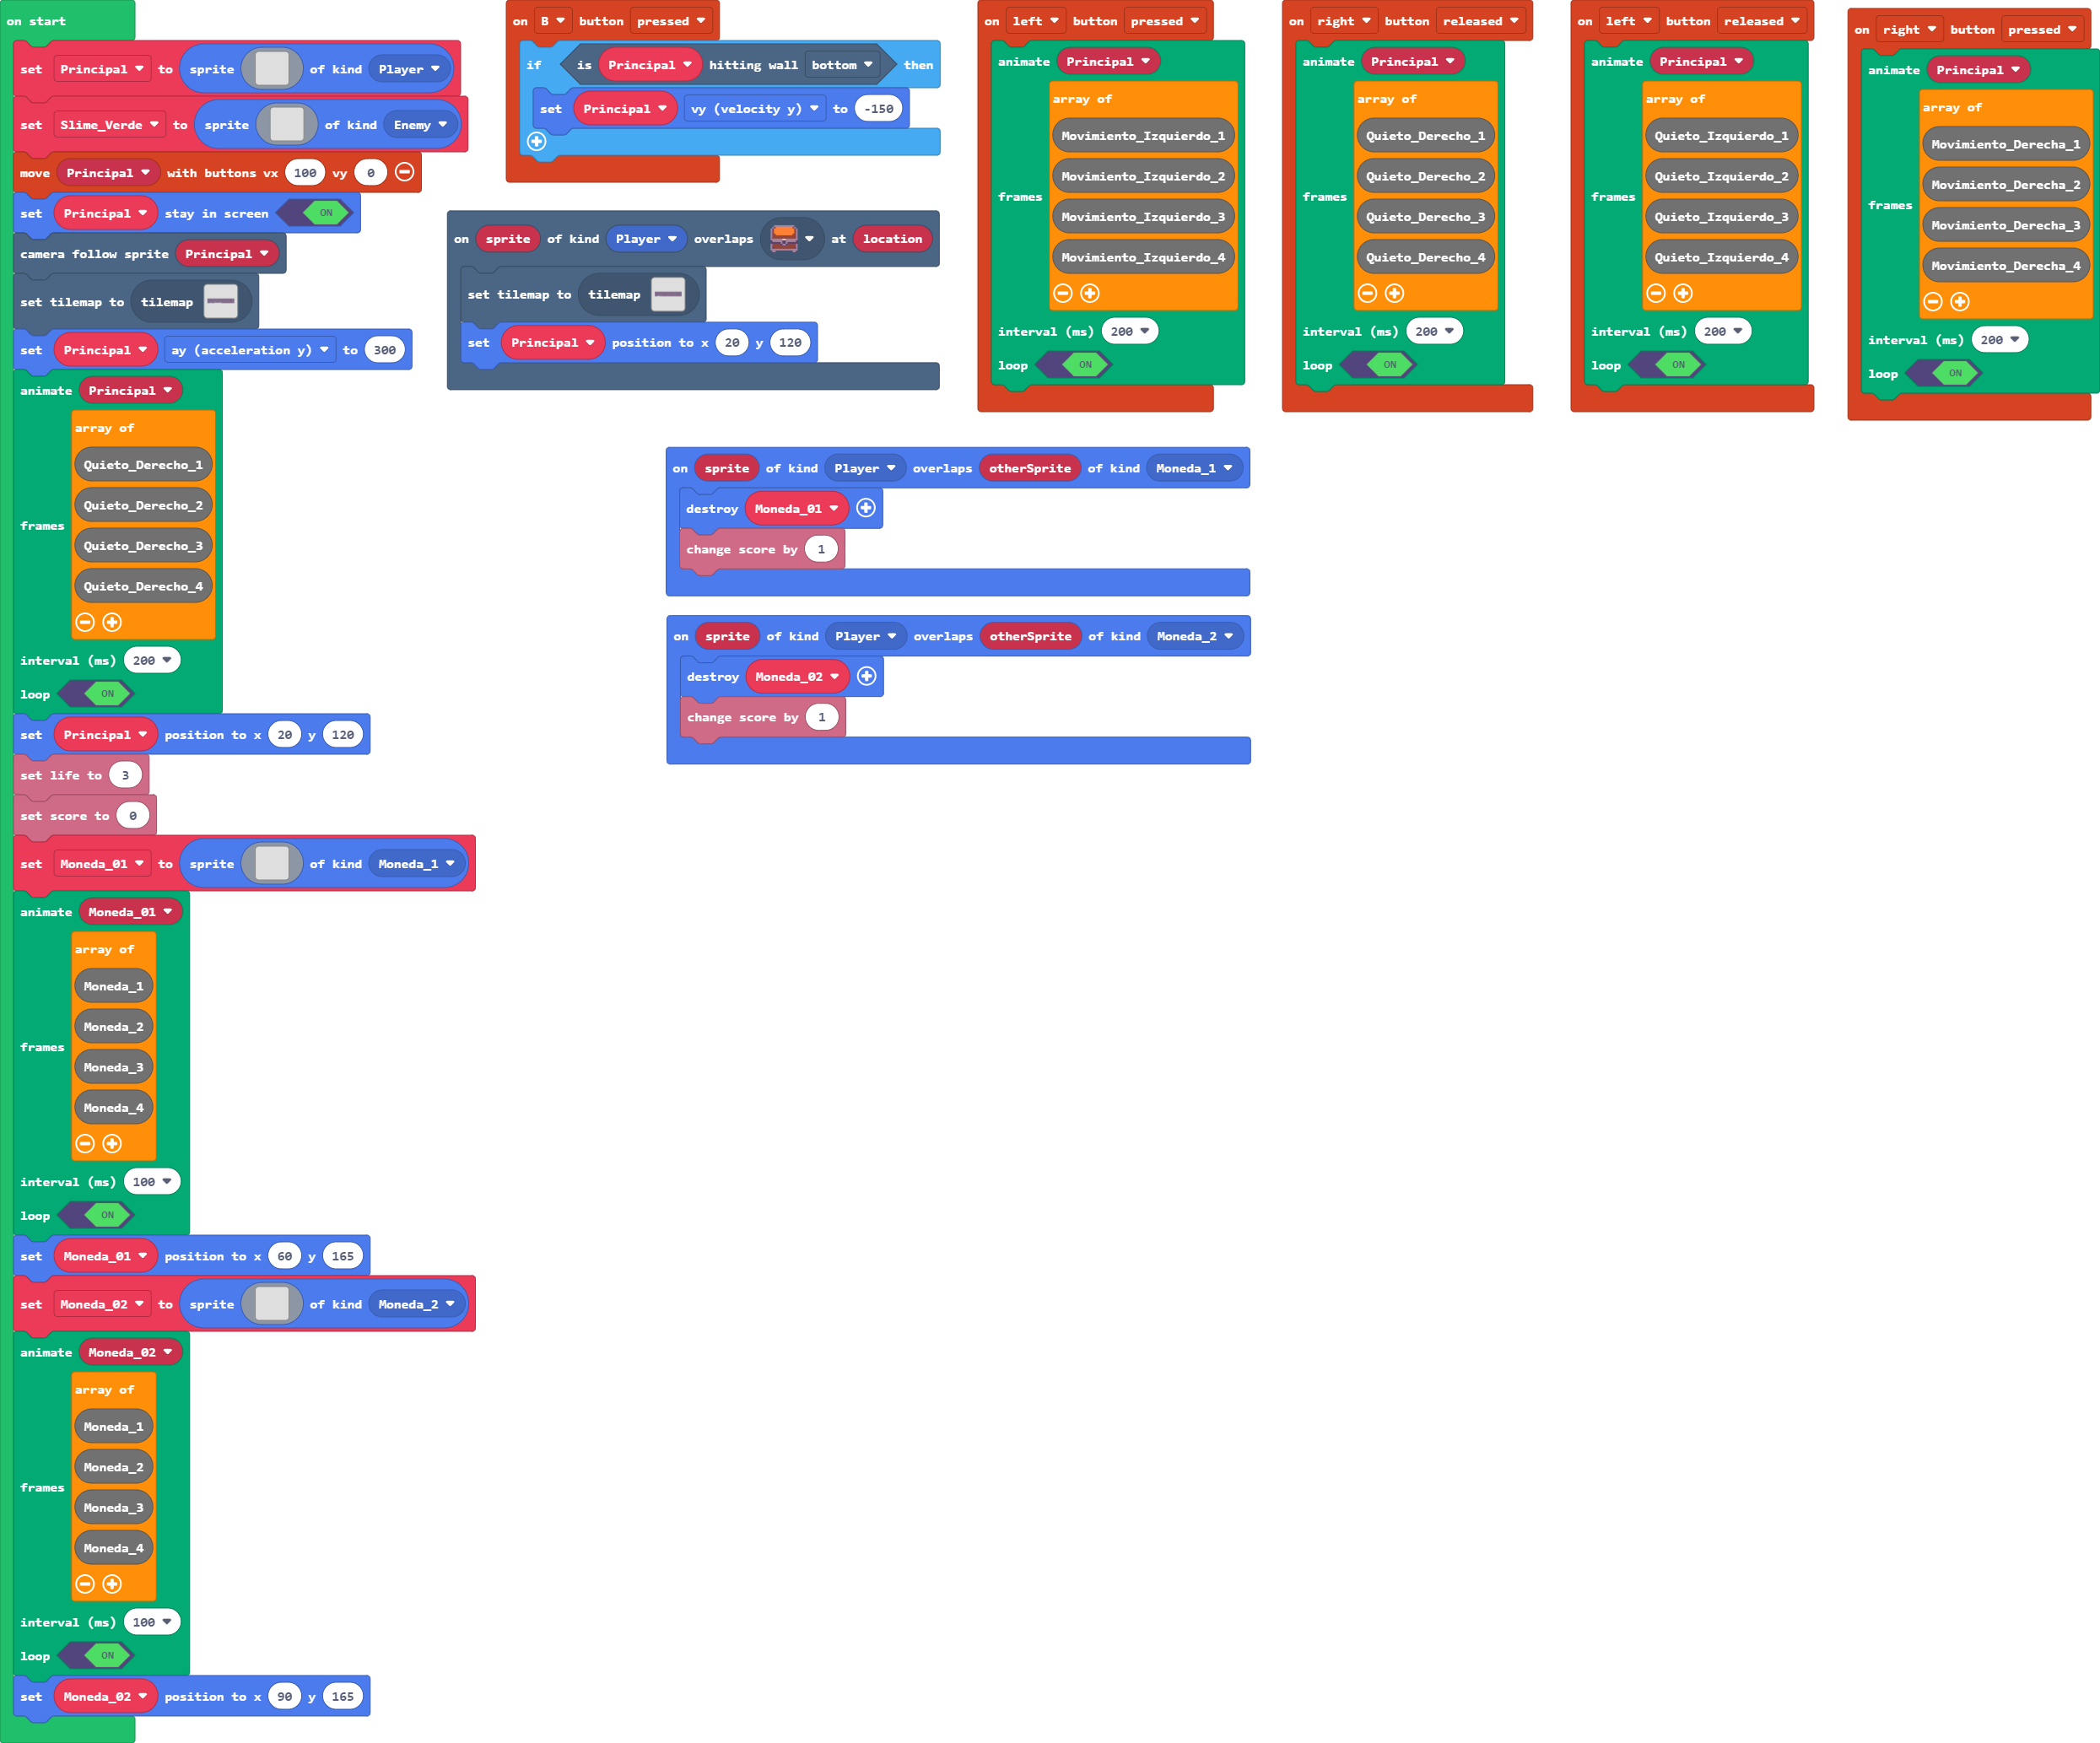 on start
set Principal to sprite of kind Player
set Slime_Verde to sprite of kind Enemy
move Principal with buttons vx 100 vy 0
set Principal stay in screen ON
camera follow sprite Principal
set tilemap to tilemap
set Principal ay (acceleration y) to 300
animate Principal
array of
Quieto_Derecho_1
Quieto_Derecho_2
frames
Quieto_Derecho_3
Quieto_Derecho_4
interval (ms) 200
loop ON
set Principal position to x 20 y 120
set life to 3
set score to 0
set Moneda_01 to sprite of kind Moneda_1
animate Moneda_01
array of
Moneda_1
Moneda_2
frames
Moneda_3
Moneda_4
interval (ms) 100
loop ON
set Moneda_01 position to x 60 y 165
set Moneda_02 to sprite of kind Moneda_2
animate Moneda_02
array of
Moneda_1
Moneda_2
frames
Moneda_3
Moneda_4
interval (ms) 100
loop ON
set Moneda_02 position to x 90 y 165
on B button pressed
if is Principal hitting wall bottom then
set Principal vy (velocity y) to -150
on sprite of kind Player overlaps at location
set tilemap to tilemap
set Principal position to x 20 y 120
on sprite of kind Player overlaps otherSprite of kind Moneda_1
destroy Moneda_01
change score by 1
on sprite of kind Player overlaps otherSprite of kind Moneda_2
destroy Moneda_02
change score by 1
on left button pressed
animate Principal
array of
Movimiento_Izquierdo_1
Movimiento_Izquierdo_2
frames
Movimiento_Izquierdo_3
Movimiento_Izquierdo_4
interval (ms) 200
loop ON
on right button released
animate Principal
array of
Quieto_Derecho_1
Quieto_Derecho_2
frames
Quieto_Derecho_3
Quieto_Derecho_4
interval (ms) 200
loop ON
on left button released
animate Principal
array of
Quieto_Izquierdo_1
Quieto_Izquierdo_2
frames
Quieto_Izquierdo_3
Quieto_Izquierdo_4
interval (ms) 200
loop ON
on right button pressed
animate Principal
array of
Movimiento_Derecha_1
Movimiento_Derecha_2
frames
Movimiento_Derecha_3
Movimiento_Derecha_4
interval (ms) 200
loop ON